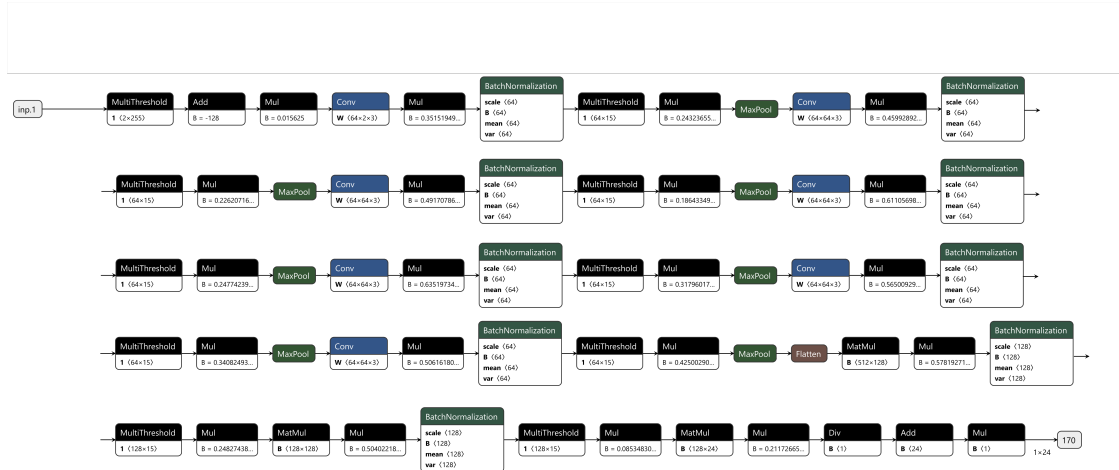 inp.1
MultiThreshold
1 ⟨2×255⟩
Add
B = -128
Mul
B = 0.015625
Conv
W ⟨64×2×3⟩
Mul
B = 0.35151949...
BatchNormalization
scale ⟨64⟩
B ⟨64⟩
mean ⟨64⟩
var ⟨64⟩
MultiThreshold
1 ⟨64×15⟩
Mul
B = 0.24323655...
MaxPool
Conv
W ⟨64×64×3⟩
Mul
B = 0.45992892...
BatchNormalization
scale ⟨64⟩
B ⟨64⟩
mean ⟨64⟩
var ⟨64⟩
MultiThreshold
1 ⟨64×15⟩
Mul
B = 0.22620716...
MaxPool
Conv
W ⟨64×64×3⟩
Mul
B = 0.49170786...
BatchNormalization
scale ⟨64⟩
B ⟨64⟩
mean ⟨64⟩
var ⟨64⟩
MultiThreshold
1 ⟨64×15⟩
Mul
B = 0.18643349...
MaxPool
Conv
W ⟨64×64×3⟩
Mul
B = 0.61105698...
BatchNormalization
scale ⟨64⟩
B ⟨64⟩
mean ⟨64⟩
var ⟨64⟩
MultiThreshold
1 ⟨64×15⟩
Mul
B = 0.24774239...
MaxPool
Conv
W ⟨64×64×3⟩
Mul
B = 0.63519734...
BatchNormalization
scale ⟨64⟩
B ⟨64⟩
mean ⟨64⟩
var ⟨64⟩
MultiThreshold
1 ⟨64×15⟩
Mul
B = 0.31796017...
MaxPool
Conv
W ⟨64×64×3⟩
Mul
B = 0.56500929...
BatchNormalization
scale ⟨64⟩
B ⟨64⟩
mean ⟨64⟩
var ⟨64⟩
MultiThreshold
1 ⟨64×15⟩
Mul
B = 0.34082493...
MaxPool
Conv
W ⟨64×64×3⟩
Mul
B = 0.50616180...
BatchNormalization
scale ⟨64⟩
B ⟨64⟩
mean ⟨64⟩
var ⟨64⟩
MultiThreshold
1 ⟨64×15⟩
Mul
B = 0.42500290...
MaxPool
Flatten
MatMul
B ⟨512×128⟩
Mul
B = 0.57819271...
BatchNormalization
scale ⟨128⟩
B ⟨128⟩
mean ⟨128⟩
var ⟨128⟩
MultiThreshold
1 ⟨128×15⟩
Mul
B = 0.24827438...
MatMul
B ⟨128×128⟩
Mul
B = 0.50402218...
BatchNormalization
scale ⟨128⟩
B ⟨128⟩
mean ⟨128⟩
var ⟨128⟩
MultiThreshold
1 ⟨128×15⟩
Mul
B = 0.08534830...
MatMul
B ⟨128×24⟩
Mul
B = 0.21172665...
Div
B ⟨1⟩
Add
B ⟨24⟩
Mul
B ⟨1⟩
1×24
170